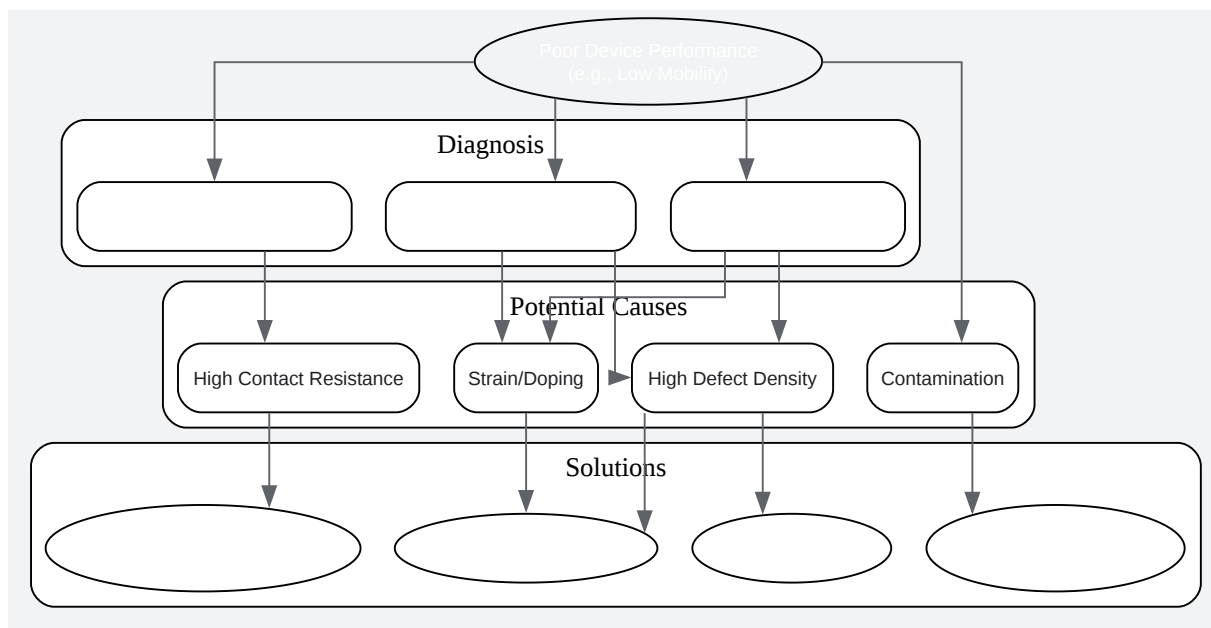 Poor Device Performance
(e.g., Low Mobility)
Diagnosis
Potential Causes
High Contact Resistance
Strain/Doping
High Defect Density
Contamination
Solutions